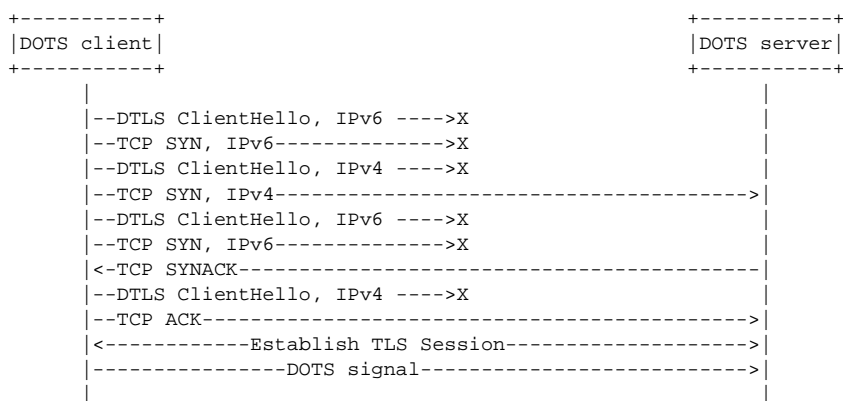 +-----------+                                     +-----------+
|DOTS client|                                     |DOTS server|
+-----------+                                     +-----------+
      |                                                 |
      |--DTLS ClientHello, IPv6 ---->X                  |
      |--TCP SYN, IPv6-------------->X                  |
      |--DTLS ClientHello, IPv4 ---->X                  |
      |--TCP SYN, IPv4--------------------------------->|
      |--DTLS ClientHello, IPv6 ---->X                  |
      |--TCP SYN, IPv6-------------->X                  |
      |<-TCP SYNACK-------------------------------------|
      |--DTLS ClientHello, IPv4 ---->X                  |
      |--TCP ACK--------------------------------------->|
      |<------------Establish TLS Session-------------->|
      |----------------DOTS signal--------------------->|
      |                                                 |